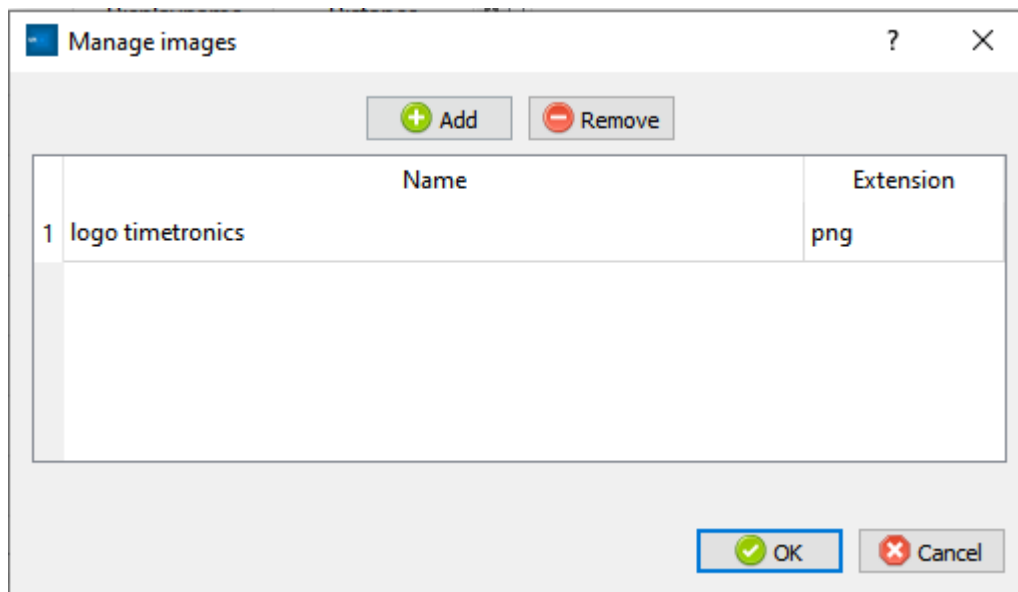 Manage images
?
Add Remove
Name Extension
1 logo timetronics png
OK Cancel